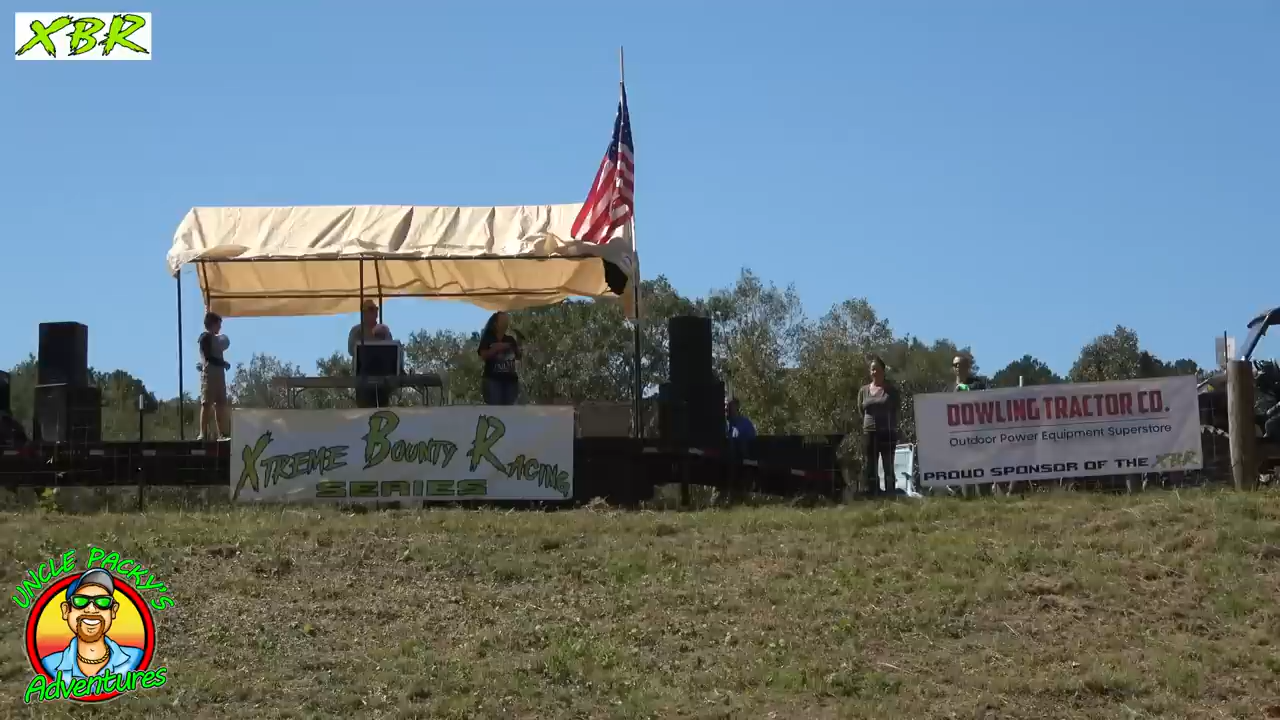 XBR
XTREME BOUNTY RACING
SERIES
DOWLING TRACTOR CO.
Outdoor Power Equipment Superstore
PROUD SPONSOR OF THE XBR
UNCLE PACKY'S
Adventures